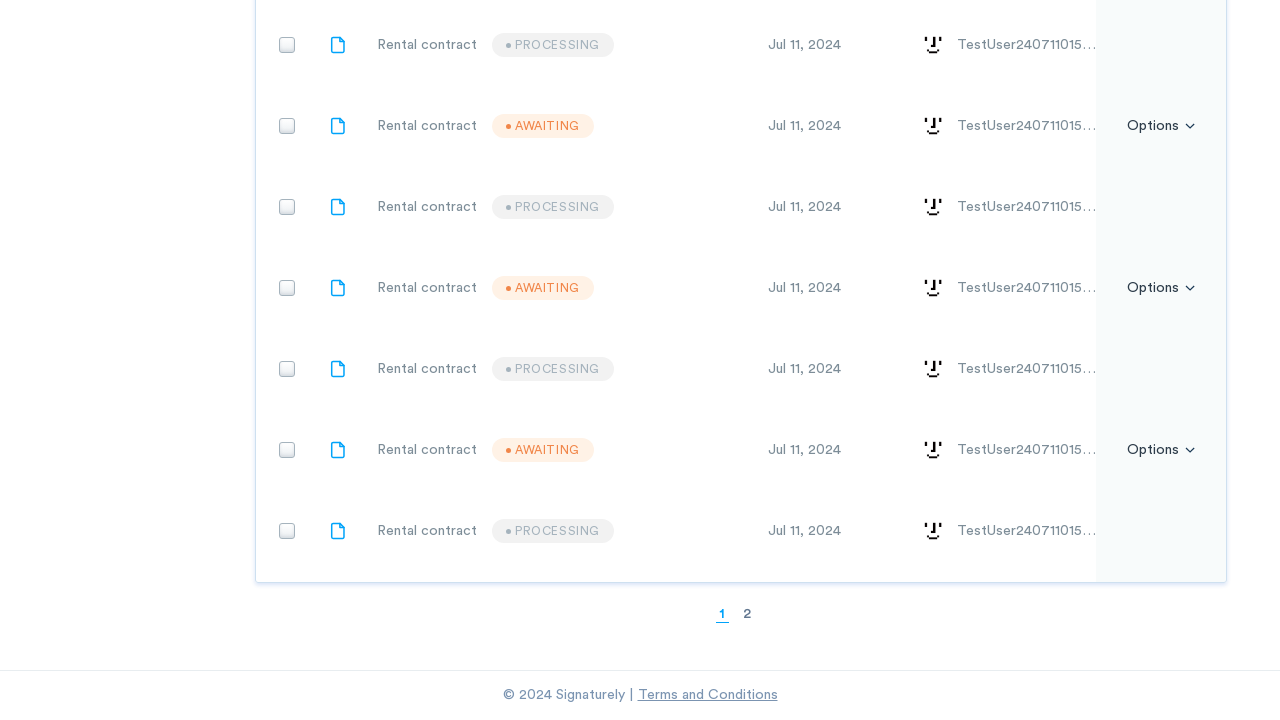 Rental contract PROCESSING Jul 11, 2024 TestUser240711015...
Rental contract AWAITING Jul 11, 2024 TestUser240711015... Options
Rental contract PROCESSING Jul 11, 2024 TestUser240711015...
Rental contract AWAITING Jul 11, 2024 TestUser240711015... Options
Rental contract PROCESSING Jul 11, 2024 TestUser240711015...
Rental contract AWAITING Jul 11, 2024 TestUser240711015... Options
Rental contract PROCESSING Jul 11, 2024 TestUser240711015...
1 2
© 2024 Signaturely | Terms and Conditions